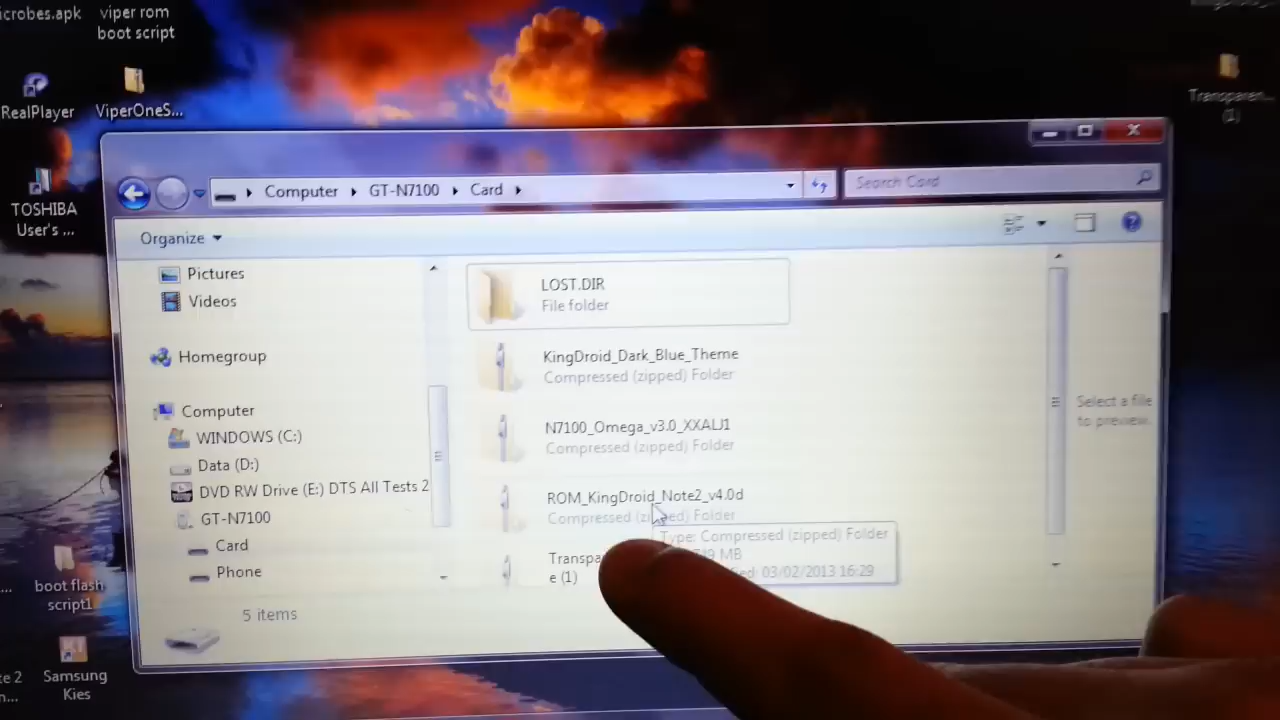 icrobes.apk
viper rom
boot script
RealPlayer
ViperOneS...
TOSHIBA
User's ...
Transparen...
(1)
Computer
GT-N7100
Card
Search Card
Organize
Pictures
Videos
Homegroup
Computer
WINDOWS (C:)
Data (D:)
DVD RW Drive (E:) DTS All Tests 2
GT-N7100
Card
Phone
LOST.DIR
File folder
KingDroid_Dark_Blue_Theme
Compressed (zipped) Folder
N7100_Omega_v3.0_XXALJ1
Compressed (zipped) Folder
ROM_KingDroid_Note2_v4.0d
Compressed (zipped) Folder
Transpa
e (1)
Type: Compressed (zipped) Folder
MB
ed: 03/02/2013 16:29
Select a file
to preview.
5 items
boot flash
script1
te 2
n...
Samsung
Kies